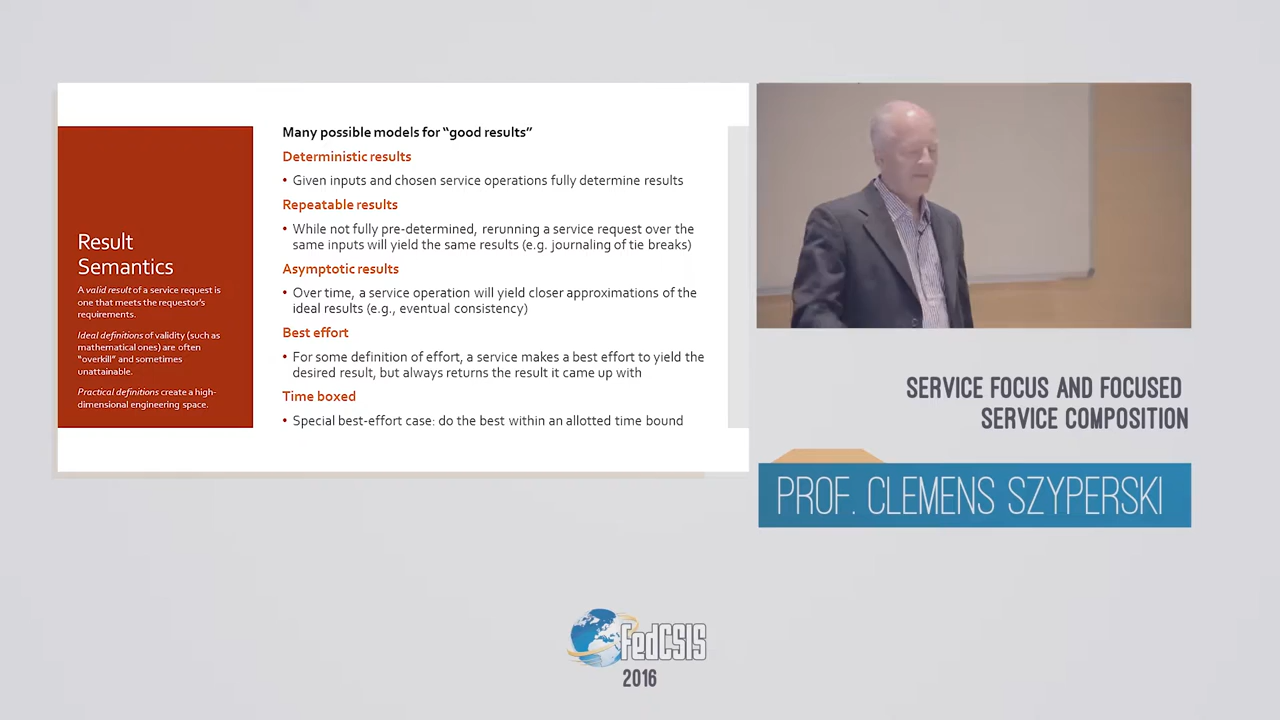 Result
Semantics
A valid result of a service request is
one that meets the requestor's
requirements.
Ideal definitions of validity (such as
mathematical ones) are often
"overkill" and sometimes
unattainable.
Practical definitions create a high-
dimensional engineering space.
Many possible models for “good results”
Deterministic results
• Given inputs and chosen service operations fully determine results
Repeatable results
• While not fully pre-determined, rerunning a service request over the
same inputs will yield the same results (e.g. journaling of tie breaks)
Asymptotic results
• Over time, a service operation will yield closer approximations of the
ideal results (e.g., eventual consistency)
Best effort
• For some definition of effort, a service makes a best effort to yield the
desired result, but always returns the result it came up with
Time boxed
• Special best-effort case: do the best within an allotted time bound
SERVICE FOCUS AND FOCUSED
SERVICE COMPOSITION
PROF. CLEMENS SZYPERSKI
FedCSIS
2016